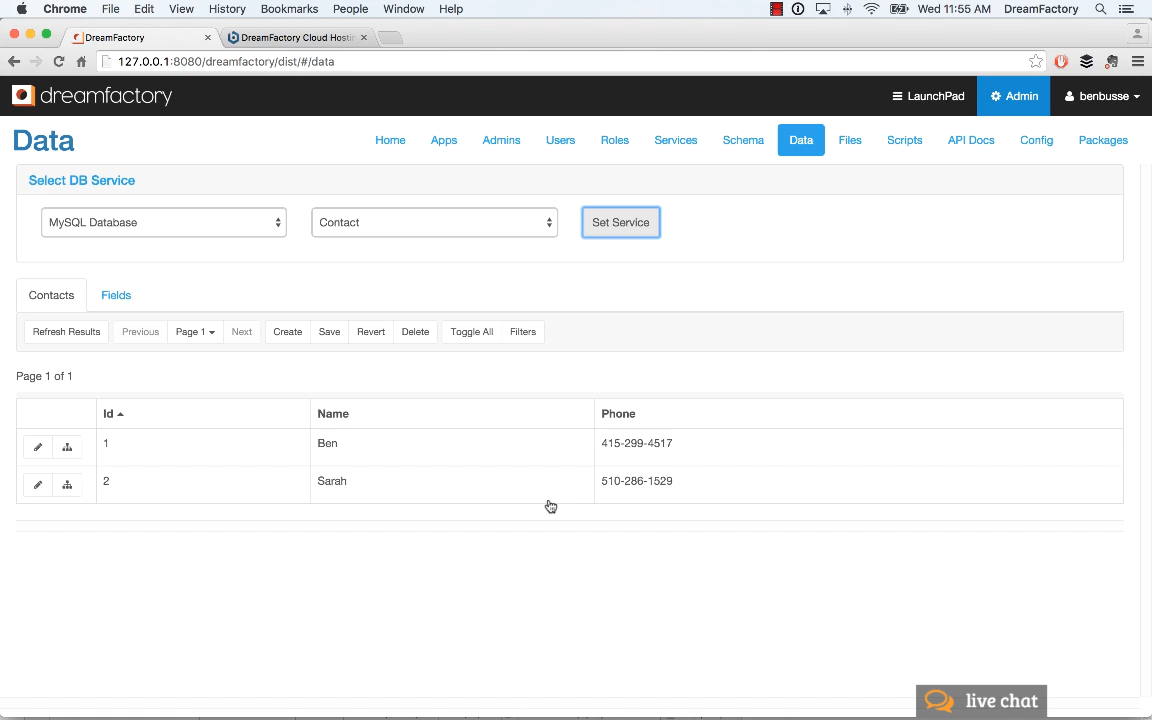 Chrome File Edit View History Bookmarks People Window Help Wed 11:55 AM DreamFactory
DreamFactory DreamFactory Cloud Hostin
127.0.0.1:8080/dreamfactory/dist/#/data
dreamfactory LaunchPad Admin benbusse
Data Home Apps Admins Users Roles Services Schema Data Files Scripts API Docs Config Packages
Select DB Service
MySQL Database Contact Set Service
Contacts Fields
Refresh Results Previous Page 1 Next Create Save Revert Delete Toggle All Filters
Page 1 of 1
Id Name Phone
1 Ben 415-299-4517
2 Sarah 510-286-1529
live chat